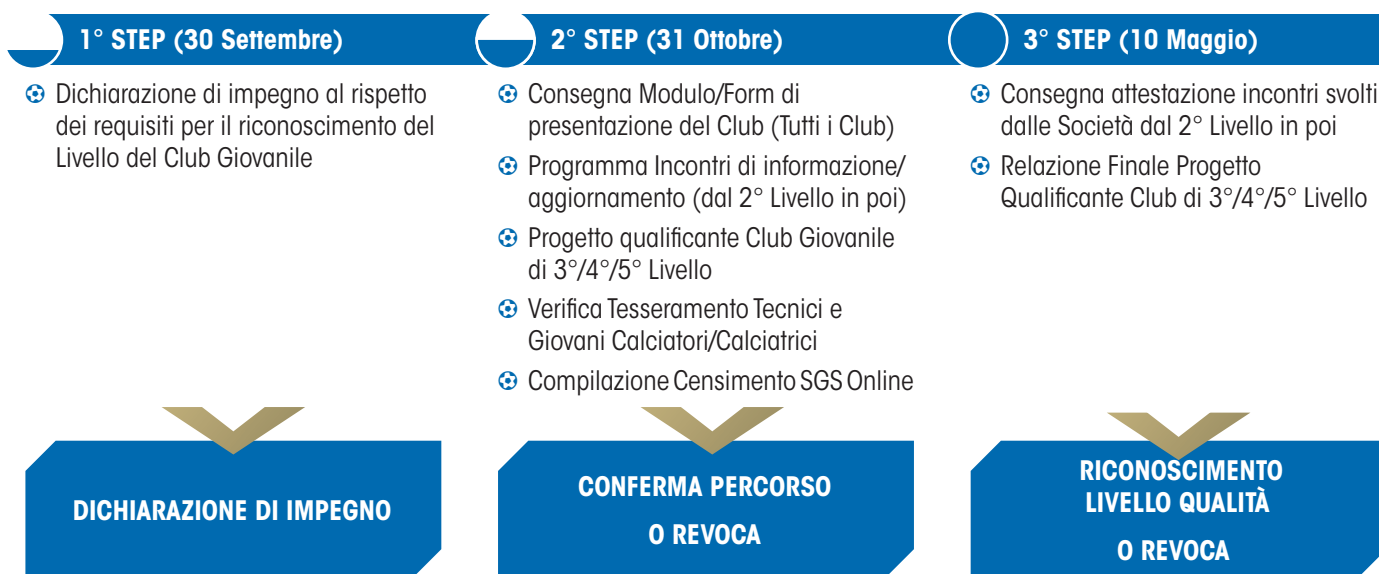 1° STEP (30 Settembre)
Dichiarazione di impegno al rispetto
dei requisiti per il riconoscimento del
Livello del Club Giovanile
DICHIARAZIONE DI IMPEGNO
2° STEP (31 Ottobre)
Consegna Modulo/Form di
presentazione del Club (Tutti i Club)
Programma Incontri di informazione/
aggiornamento (dal 2° Livello in poi)
Progetto qualificante Club Giovanile
di 3°/4°/5° Livello
Verifica Tesseramento Tecnici e
Giovani Calciatori/Calciatrici
Compilazione Censimento SGS Online
CONFERMA PERCORSO
O REVOCA
3° STEP (10 Maggio)
Consegna attestazione incontri svolti
dalle Società dal 2° Livello in poi
Relazione Finale Progetto
Qualificante Club di 3°/4°/5° Livello
RICONOSCIMENTO
LIVELLO QUALITÀ
O REVOCA